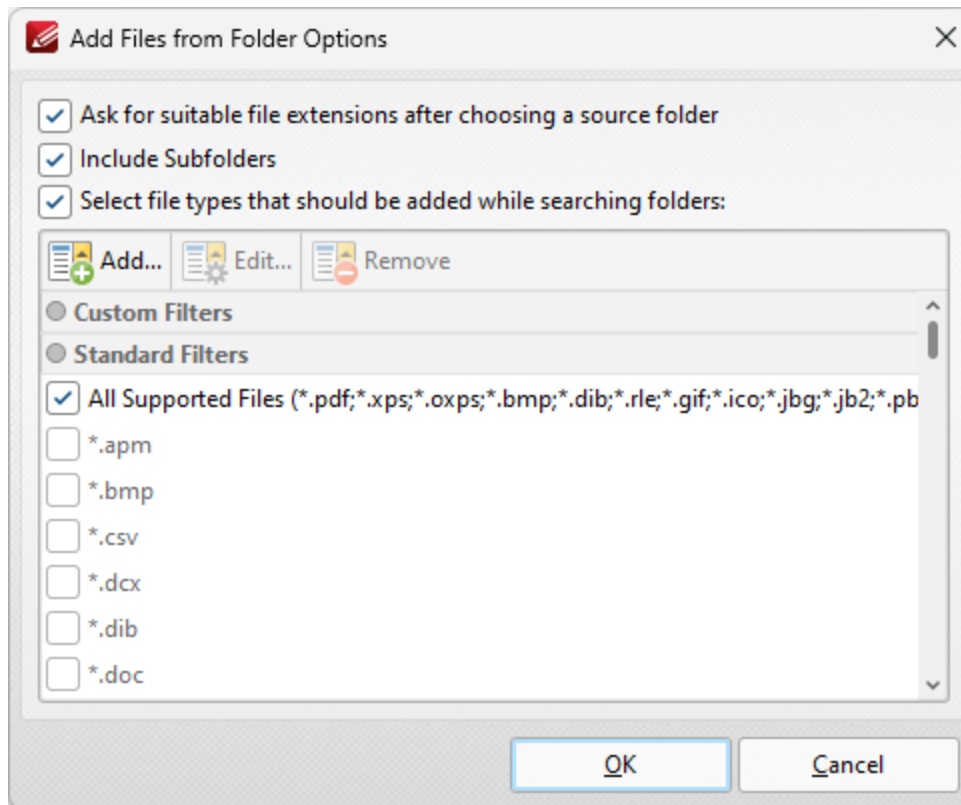 Add Files from Folder Options
Ask for suitable file extensions after choosing a source folder
Include Subfolders
Select file types that should be added while searching folders:
Add... Edit... Remove
Custom Filters
Standard Filters
All Supported Files (*.pdf;*.xps;*.oxps;*.bmp;*.dib;*.rle;*.gif;*.ico;*.jbg;*.jb2;*.pb
*.apm
*.bmp
*.csv
*.dcx
*.dib
*.doc
OK Cancel